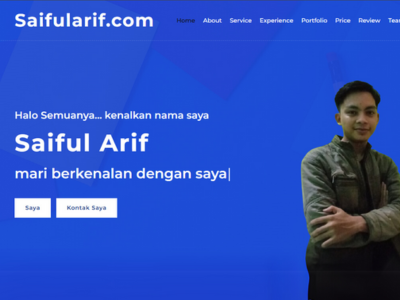 Saifularif.com
Home About Service Experience Portfolio Price Review Team
Halo Semuanya... kenalkan nama saya
Saiful Arif
mari berkenalan dengan saya|
Saya Kontak Saya